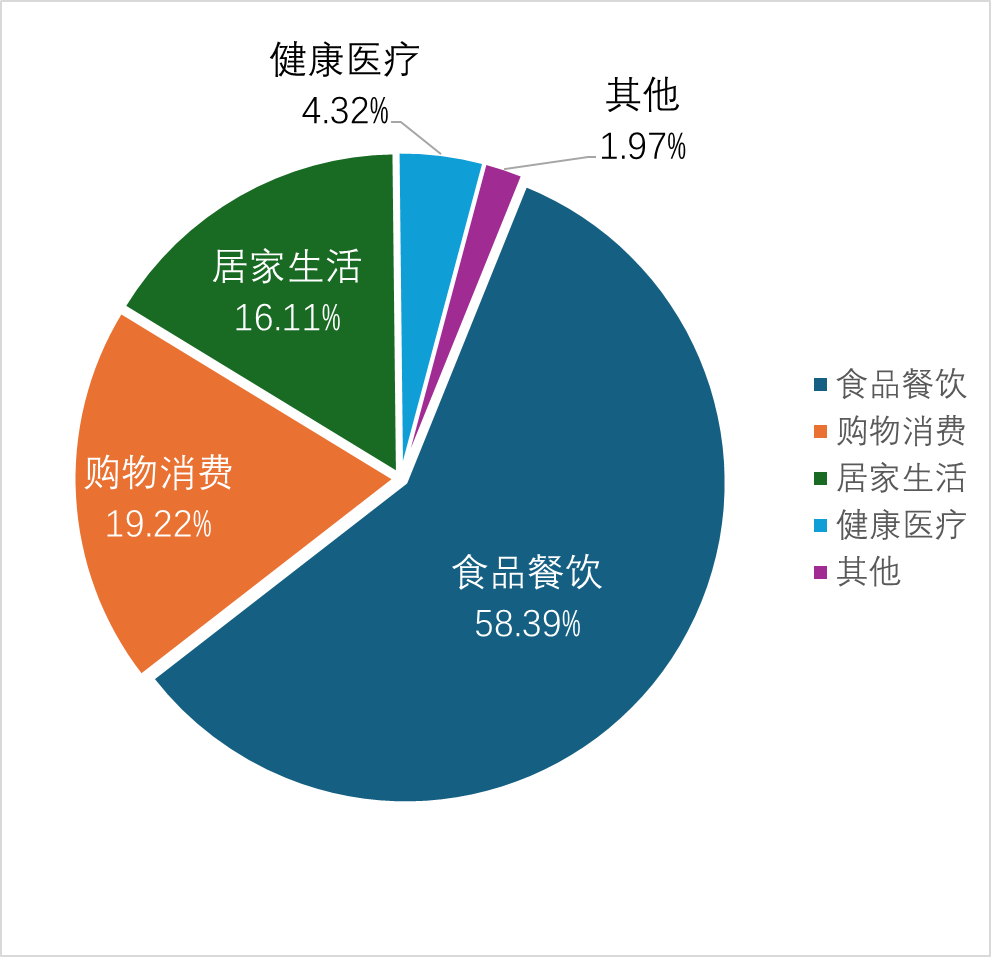 健康医疗
4.32%
其他
1.97%
居家生活
16.11%
购物消费
19.22%
食品餐饮
58.39%
食品餐饮
购物消费
居家生活
健康医疗
其他